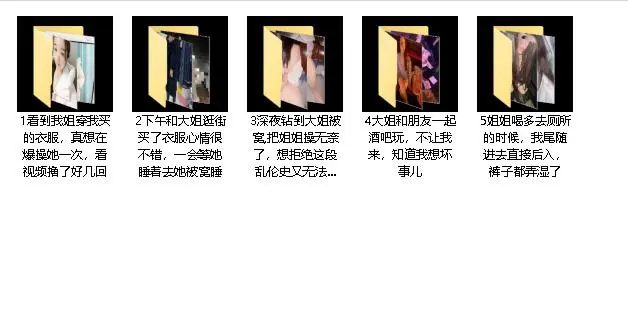 1看到我姐穿我买
的衣服，真想在
爆操她一次，看
视频撸了好几回
2下午和大姐逛街
买了衣服心情很
不错，一会等她
睡着去她被窝睡
3深夜钻到大姐被
窝,把姐姐操无奈
了，想拒绝这段
乱伦史又无法...
4大姐和朋友一起
酒吧玩，不让我
来，知道我想坏
事儿
5姐姐喝多去厕所
的时候，我尾随
进去直接后入，
裤子都弄湿了